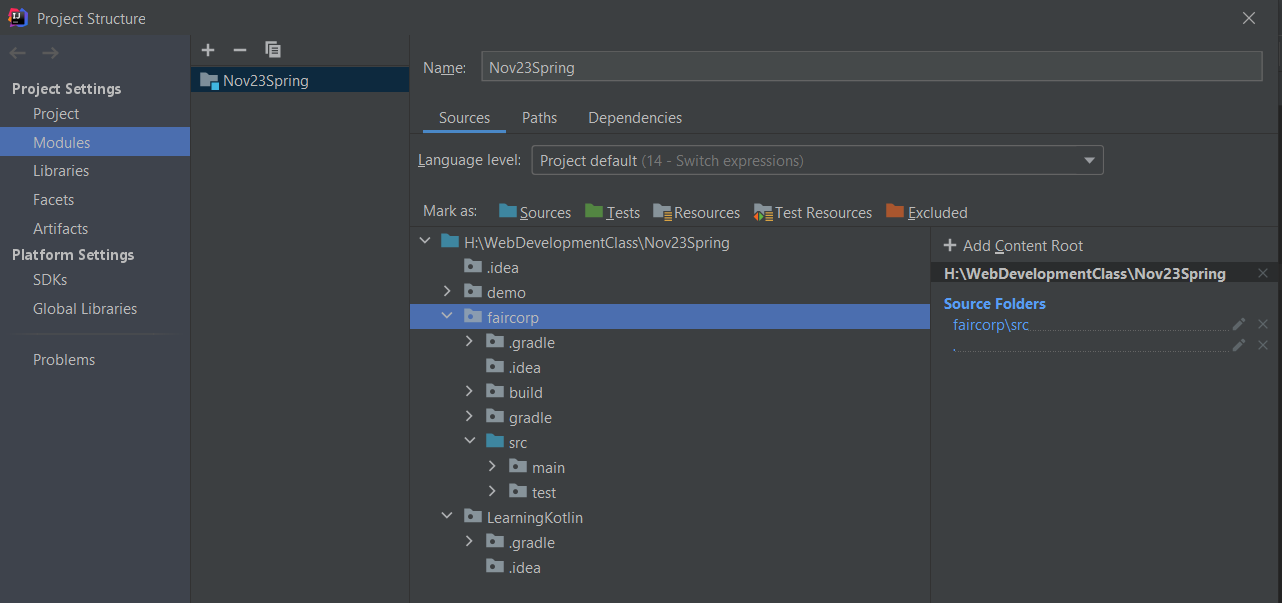 Project Structure
Project Settings
Project
Modules
Libraries
Facets
Artifacts
Platform Settings
SDKs
Global Libraries
Problems
Nov23Spring
Name: Nov23Spring
Sources Paths Dependencies
Language level: Project default (14 - Switch expressions)
Mark as: Sources Tests Resources Test Resources Excluded
H:\WebDevelopmentClass\Nov23Spring
.idea
demo
faircorp
.gradle
.idea
build
gradle
src
main
test
LearningKotlin
.gradle
.idea
+ Add Content Root
H:\WebDevelopmentClass\Nov23Spring
Source Folders
faircorp\src
.